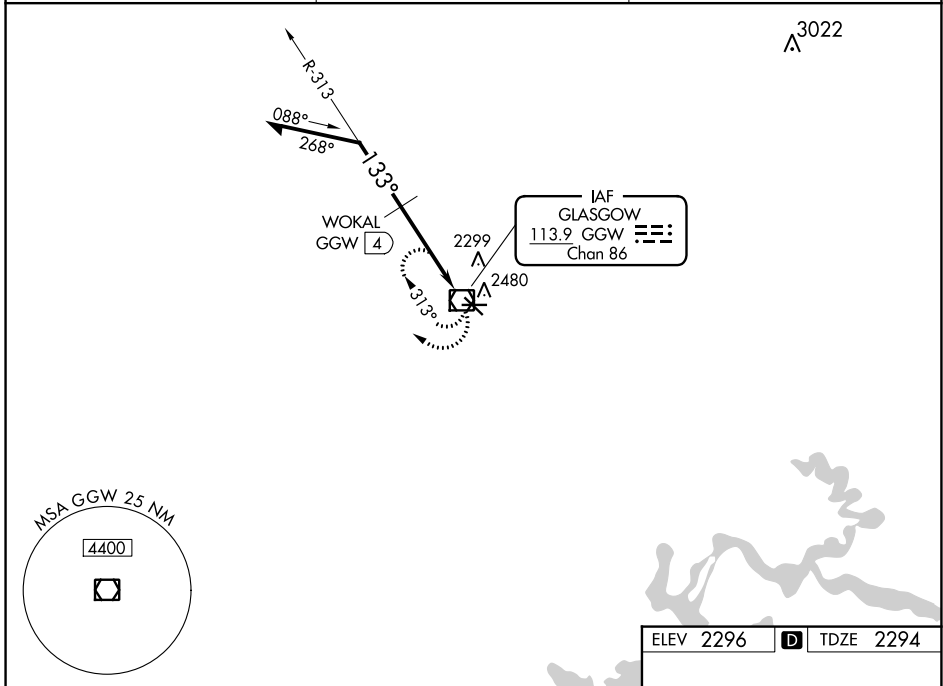 3022
R-313
088°
268°
133°
WOKAL
GGW 4
IAF
GLASGOW
113.9 GGW
Chan 86
2299
2480
313°
MSA GGW 25 NM
4400
ELEV 2296 D TDZE 2294